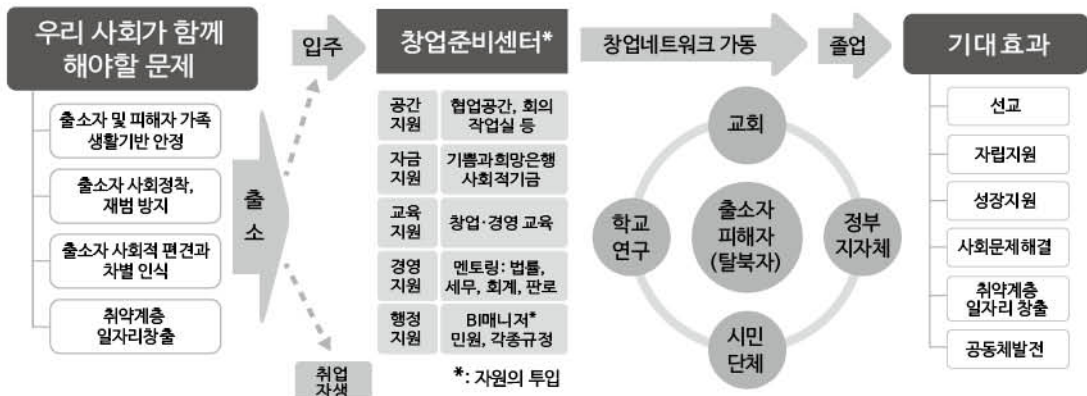 우리 사회가 함께
해야할 문제
출소자 및 피해자 가족
생활기반 안정
출소자 사회정착,
재범 방지
출소자 사회적 편견과
차별 인식
취약계층
일자리창출
출
소
입주
취업
자생
창업준비센터*
공간
지원
협업공간, 회의
작업실 등
자금
지원
기쁨과희망은행
사회적기금
교육
지원
창업·경영 교육
경영
지원
멘토링: 법률,
세무, 회계, 판로
행정
지원
BI매니저*
민원, 각종규정
*: 자원의 투입
창업네트워크 가동
교회
학교
연구
출소자
피해자
(탈북자)
정부
지자체
시민
단체
졸업
기대효과
선교
자립지원
성장지원
사회문제해결
취약계층
일자리 창출
공동체발전